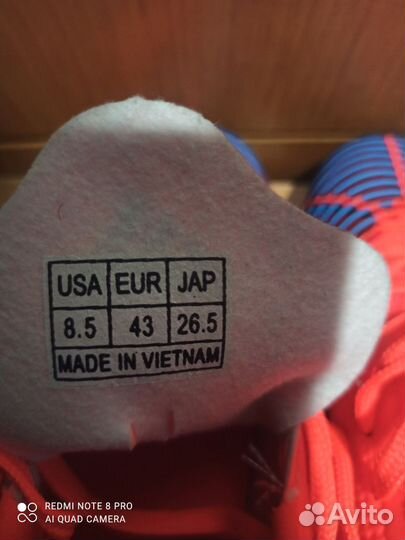 USA EUR JAP
8.5 43 26.5
MADE IN VIETNAM
REDMI NOTE 8 PRO
AI QUAD CAMERA
Avito